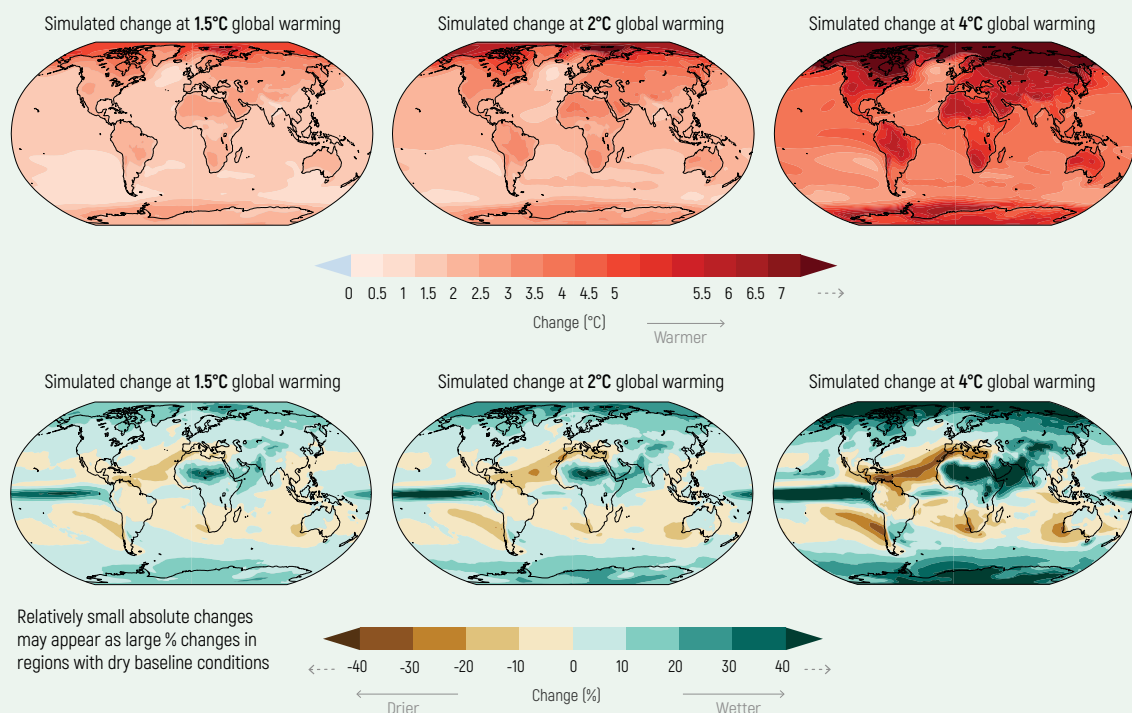 Simulated change at 1.5°C global warming
Simulated change at 2°C global warming
Simulated change at 4°C global warming
0 0.5 1 1.5 2 2.5 3 3.5 4 4.5 5 5.5 6 6.5 7
Change (°C)
Warmer
Simulated change at 1.5°C global warming
Simulated change at 2°C global warming
Simulated change at 4°C global warming
Relatively small absolute changes
may appear as large % changes in
regions with dry baseline conditions
-40 -30 -20 -10 0 10 20 30 40
Change (%)
Drier
Wetter